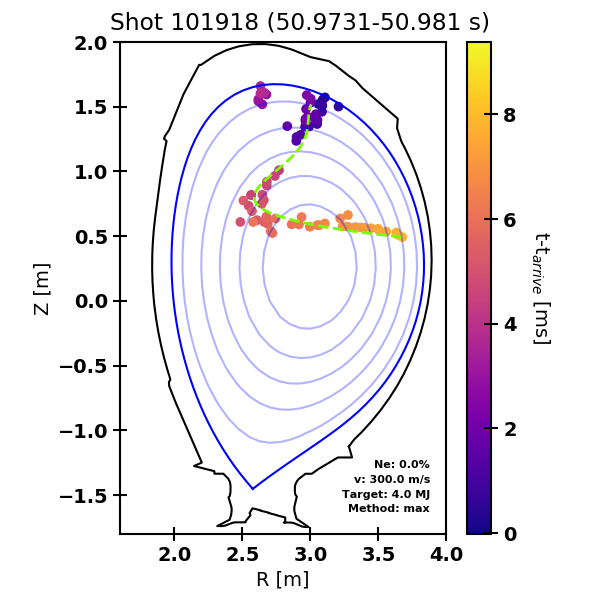 Shot 101918 (50.9731-50.981 s)
2.0
1.5
1.0
0.5
0.0
−0.5
−1.0
−1.5
Z [m]
2.0 2.5 3.0 3.5 4.0
R [m]
Ne: 0.0%
v: 300.0 m/s
Target: 4.0 MJ
Method: max
8
6
4
2
0
t-t_arrive [ms]